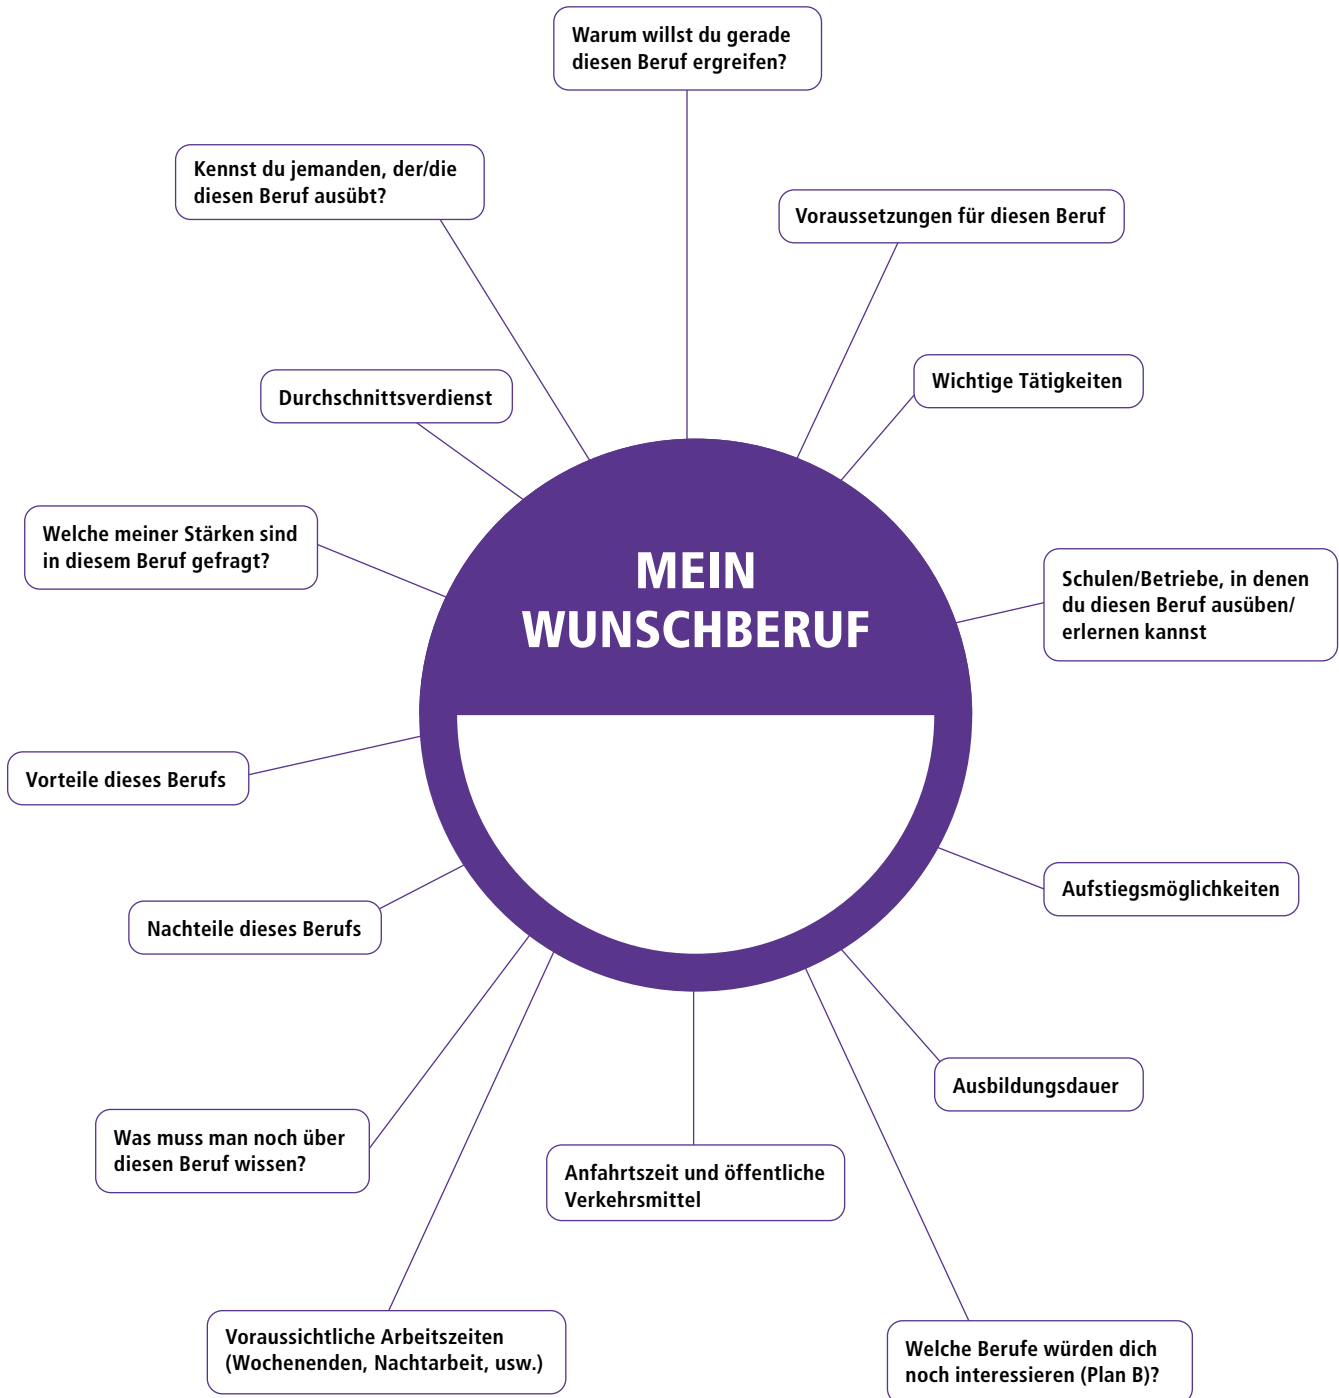 Warum willst du gerade
diesen Beruf ergreifen?
Kennst du jemanden, der/die
diesen Beruf ausübt?
Voraussetzungen für diesen Beruf
Wichtige Tätigkeiten
Durchschnittsverdienst
Welche meiner Stärken sind
in diesem Beruf gefragt?
MEIN
WUNSCHBERUF
Schulen/Betriebe, in denen
du diesen Beruf ausüben/
erlernen kannst
Vorteile dieses Berufs
Aufstiegsmöglichkeiten
Nachteile dieses Berufs
Ausbildungsdauer
Was muss man noch über
diesen Beruf wissen?
Anfahrtszeit und öffentliche
Verkehrsmittel
Voraussichtliche Arbeitszeiten
(Wochenenden, Nachtarbeit, usw.)
Welche Berufe würden dich
noch interessieren (Plan B)?